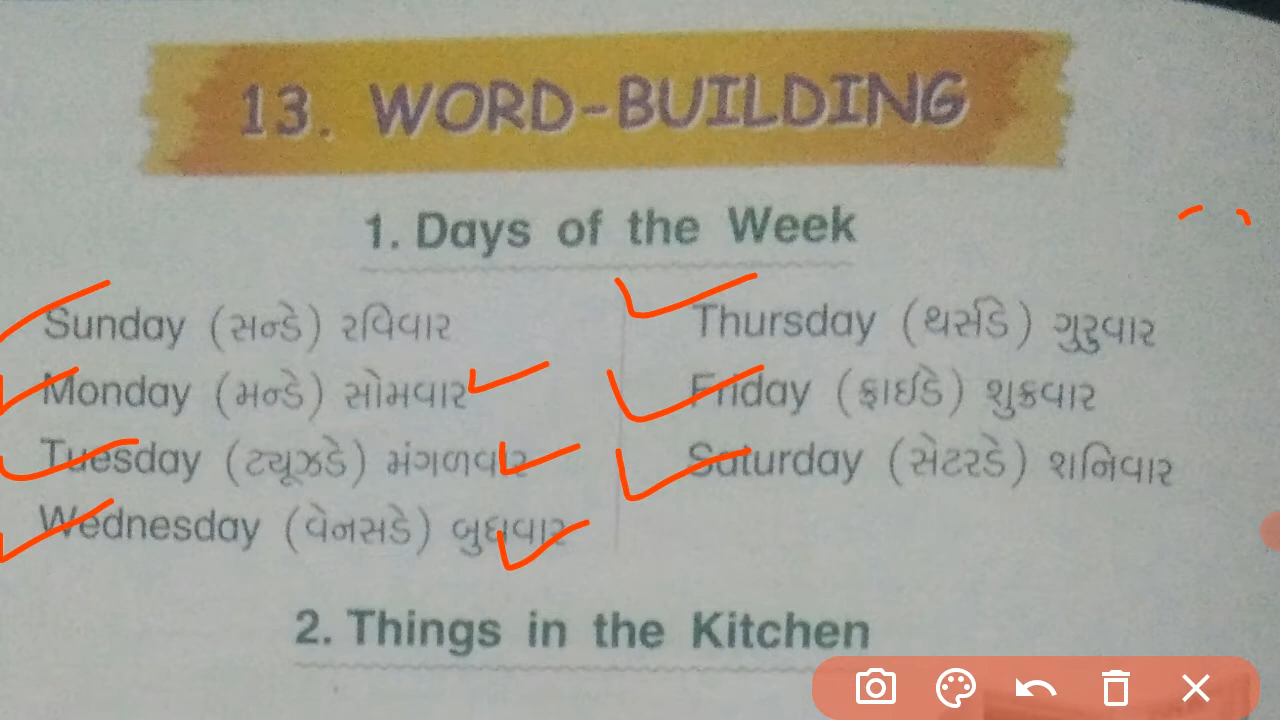 13. WORD-BUILDING
1. Days of the Week
Sunday (સન્ડે) રવિવાર
Monday (મન્ડે) સોમવાર
Tuesday (ટ્યૂઝડે) મંગળવાર
Wednesday (વેનસડે) બુધવાર
Thursday (થર્સડે) ગુરુવાર
Friday (ફ્રાઈડે) શુક્રવાર
Saturday (સેટરડે) શનિવાર
2. Things in the Kitchen